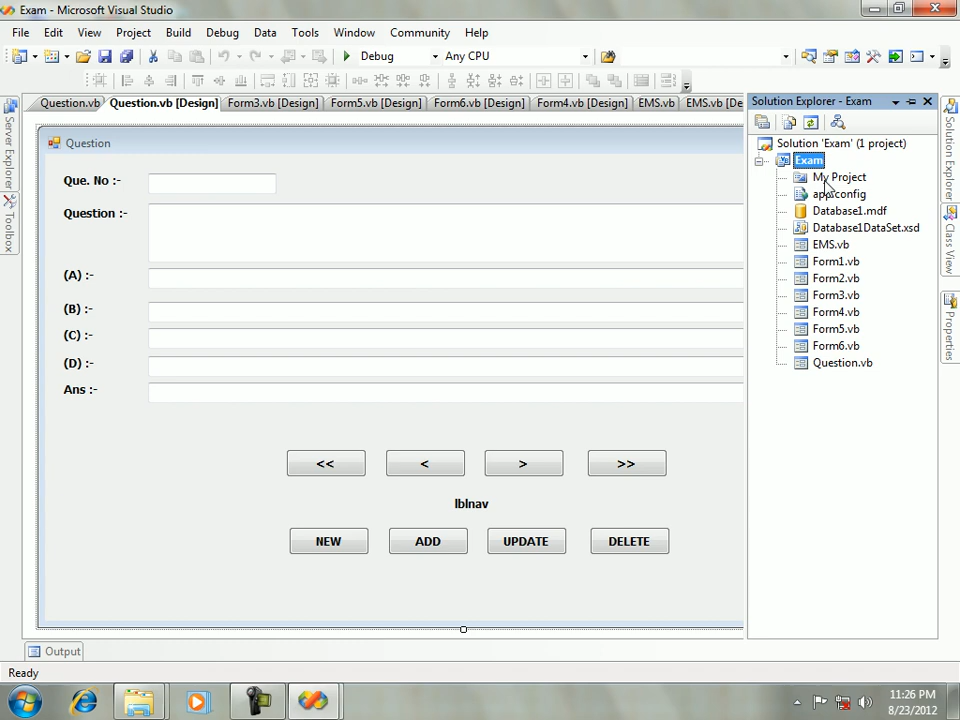 Exam - Microsoft Visual Studio
File Edit View Project Build Debug Data Tools Window Community Help
Debug Any CPU
Question.vb Question.vb [Design] Form3.vb [Design] Form5.vb [Design] Form6.vb [Design] Form4.vb [Design] EMS.vb EMS.vb [De
Solution Explorer - Exam
Server Explorer
Toolbox
Question
Que. No :-
Question :-
(A) :-
(B) :-
(C) :-
(D) :-
Ans :-
<< < > >>
lblnav
NEW ADD UPDATE DELETE
Solution 'Exam' (1 project)
Exam
My Project
app.config
Database1.mdf
Database1DataSet.xsd
EMS.vb
Form1.vb
Form2.vb
Form3.vb
Form4.vb
Form5.vb
Form6.vb
Question.vb
Solution Explorer
Class View
Properties
Output
Ready
11:26 PM
8/23/2012